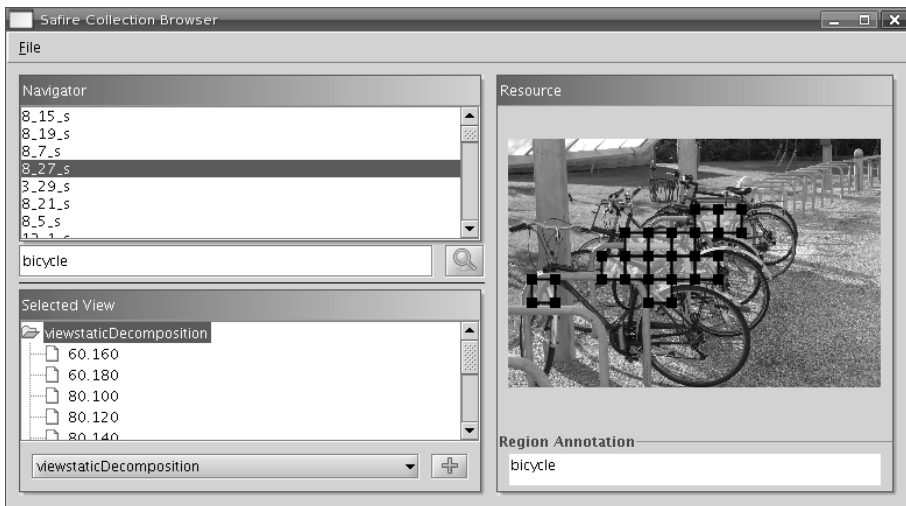 Safire Collection Browser
File
Navigator
8_15_s
8_19_s
8_7_s
8_27_s
3_29_s
8_21_s
8_5_s
bicycle
Selected View
viewstaticDecomposition
60.160
60.180
80.100
80.120
80.140
viewstaticDecomposition
Resource
Region Annotation
bicycle